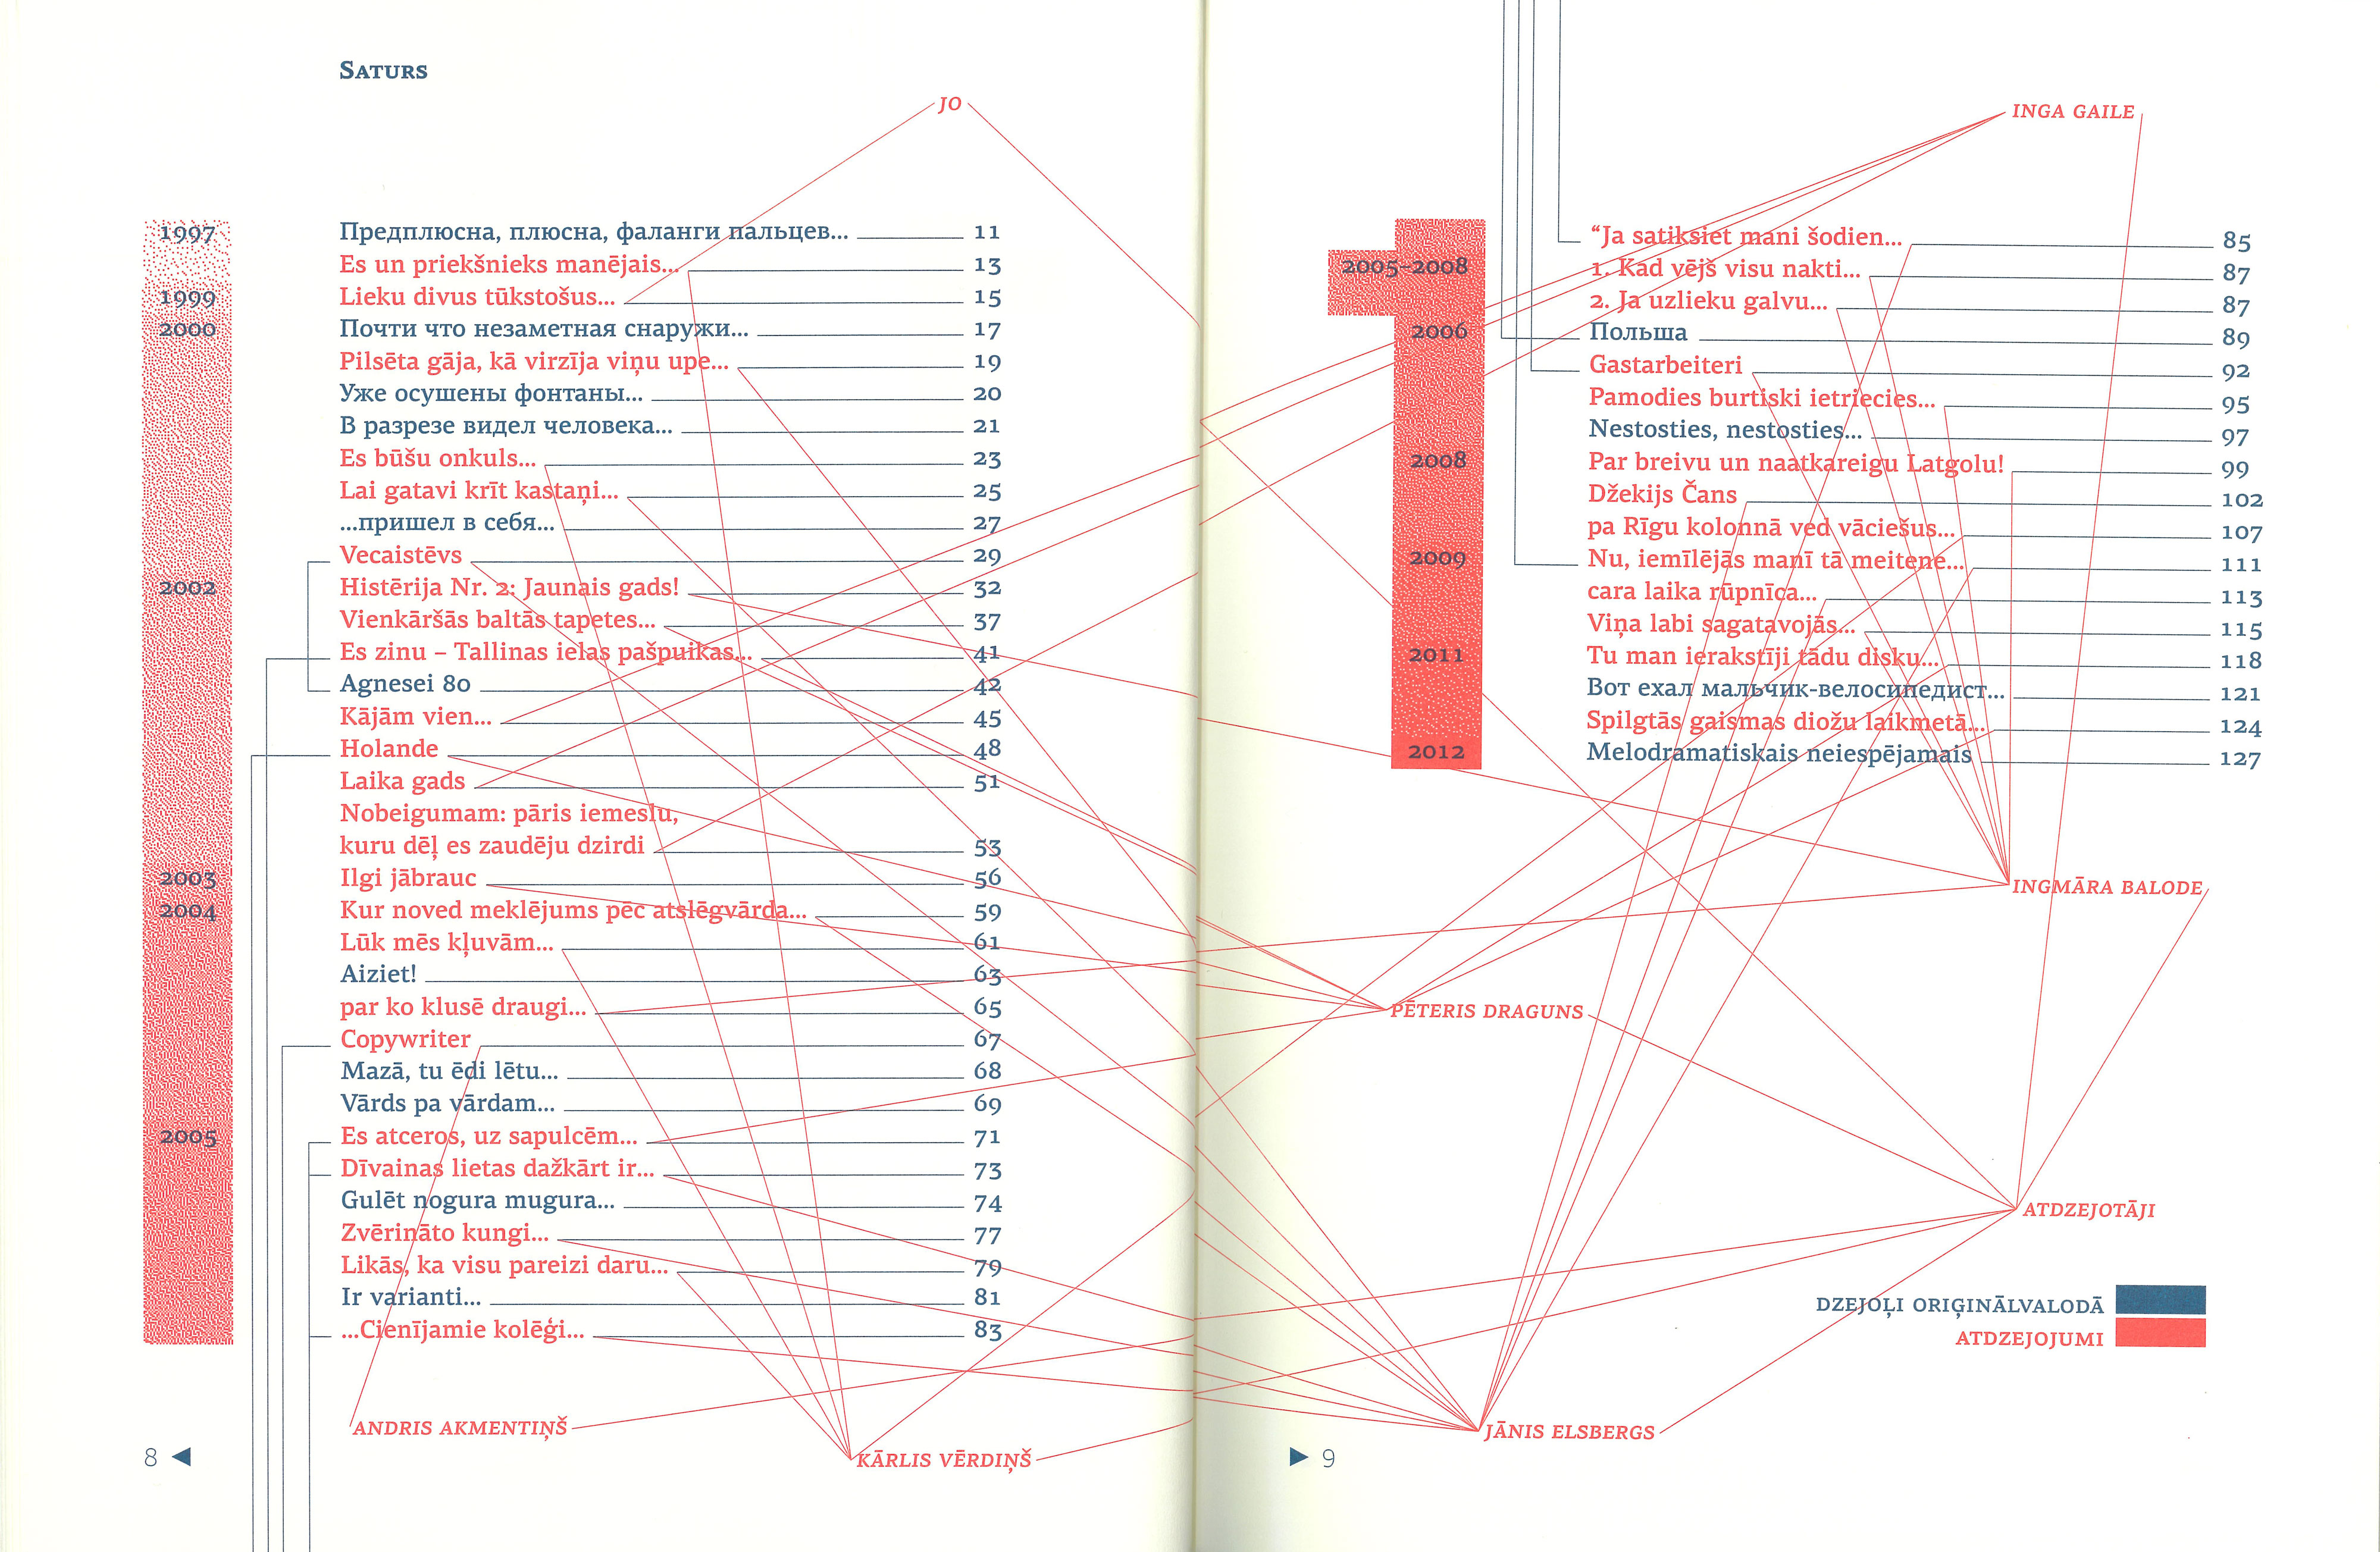 SATURS
JO
1997
Предплюсна, плюсна, фаланги пальцев... 11
Es un priekšnieks manējais... 13
1999
Lieku divus tūkstošus... 15
2000
Почти что незаметная снаружи... 17
Pilsēta gāja, kā virzīja viņu upe... 19
Уже осушены фонтаны... 20
В разрезе видел человека... 21
Es būšu onkuls... 23
Lai gatavi krīt kastaņi... 25
...пришел в себя... 27
Vecaistēvs 29
2002
Histērija Nr. 2: Jaunais gads! 32
Vienkāršās baltās tapetes... 37
Es zinu – Tallinas ielas pašpuikas... 41
Agnesei 80 42
Kājām vien... 45
Holande 48
Laika gads 51
Nobeigumam: pāris iemeslu,
kuru dēļ es zaudēju dzirdi 53
2003
Ilgi jābrauc 56
2004
Kur noved meklējums pēc atslēgvārda... 59
Lūk mēs kļuvām... 61
Aiziet! 63
par ko klusē draugi... 65
Copywriter 67
Mazā, tu ēdi lētu... 68
Vārds pa vārdam... 69
2005
Es atceros, uz sapulcēm... 71
Dīvainas lietas dažkārt ir... 73
Gulēt nogura mugura... 74
Zvērināto kungi... 77
Likās, ka visu pareizi daru... 79
Ir varianti... 81
...Cienījamie kolēģi... 83
ANDRIS AKMENTIŅŠ
KĀRLIS VĒRDIŅŠ
8
INGA GAILE
“Ja satiksiet mani šodien... 85
2005–2008
1. Kad vējš visu nakti... 87
2. Ja uzlieku galvu... 87
2006
Польша 89
Gastarbeiteri 92
Pamodies burtiski ietriecies... 95
Nestosties, nestosties... 97
2008
Par breivu un naatkareigu Latgolu! 99
Džekijs Čans 102
pa Rīgu kolonnā ved vāciešus... 107
2009
Nu, iemīlējās manī tā meitene... 111
cara laika rūpnīca... 113
Viņa labi sagatavojās... 115
2011
Tu man ierakstīji tādu disku... 118
Вот ехал мальчик-велосипедист... 121
Spilgtās gaismas diožu laikmetā... 124
2012
Melodramatiskais neiespējamais 127
INGMĀRA BALODE
PĒTERIS DRAGUNS
ATDZEJOTĀJI
DZEJOĻI ORIĢINĀLVALODĀ
ATDZEJOJUMI
JĀNIS ELSBERGS
9